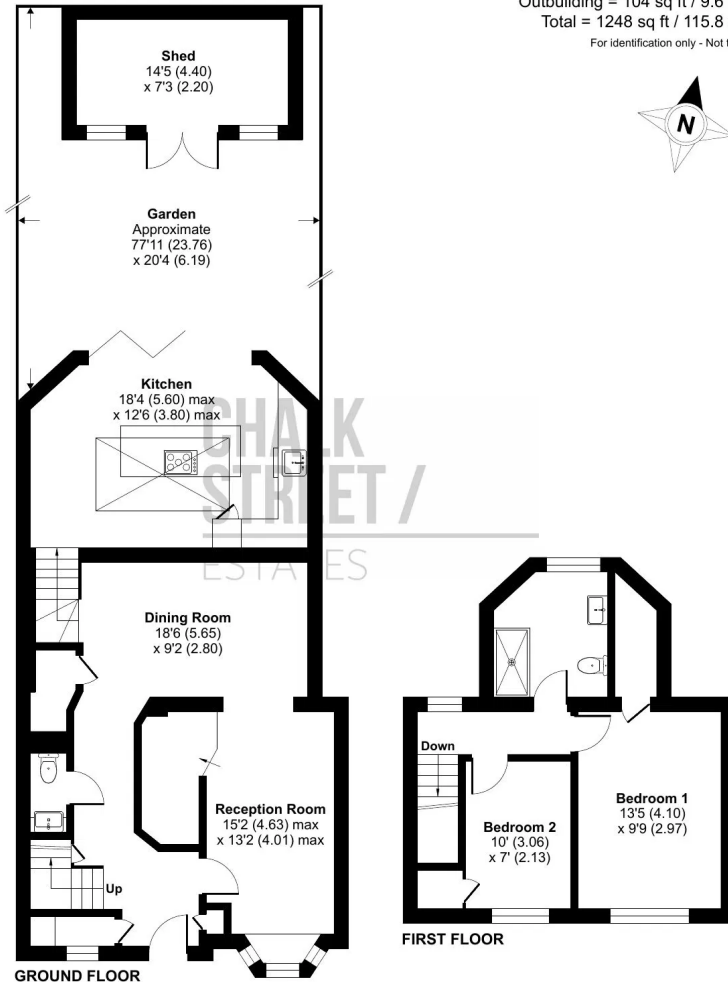 Outbuilding = 104 sq ft / 9.6
Total = 1248 sq ft / 115.8
For identification only - Not
N
Shed
14'5 (4.40)
x 7'3 (2.20)
Garden
Approximate
77'11 (23.76)
x 20'4 (6.19)
Kitchen
18'4 (5.60) max
x 12'6 (3.80) max
CHALK
STREET /
ESTATES
Dining Room
18'6 (5.65)
x 9'2 (2.80)
Reception Room
15'2 (4.63) max
x 13'2 (4.01) max
Up
GROUND FLOOR
Down
Bedroom 1
13'5 (4.10)
x 9'9 (2.97)
Bedroom 2
10' (3.06)
x 7' (2.13)
FIRST FLOOR